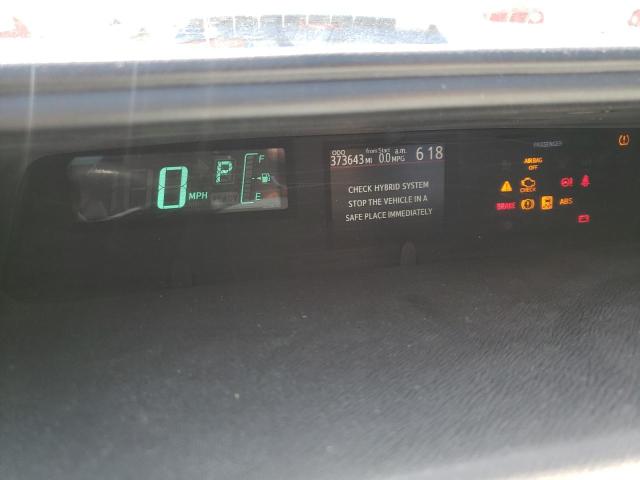 ODO from Start a.m.
373643 MI 0.0 MPG 6 18
CHECK HYBRID SYSTEM
STOP THE VEHICLE IN A
SAFE PLACE IMMEDIATELY
0 MPH
P
F
E
PASSENGER
AIRBAG
OFF
CHECK
BRAKE
ABS